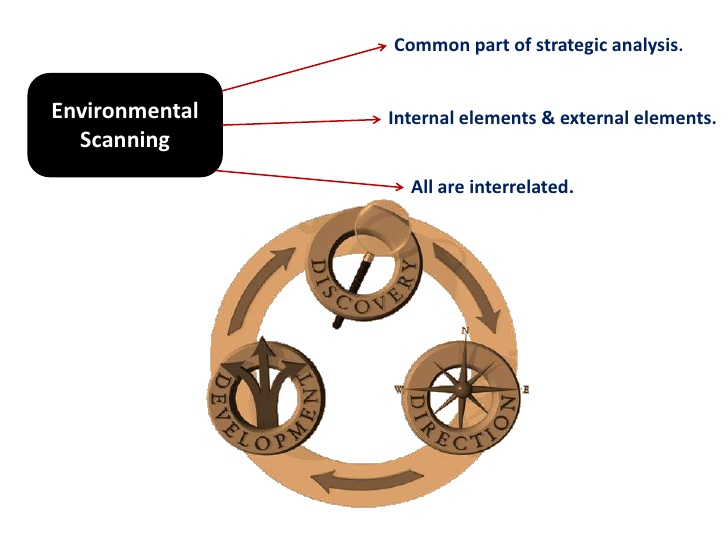 Common part of strategic analysis.
Environmental
Scanning
Internal elements & external elements.
All are interrelated.
DISCOVERY
N
W
E
DEVELOPMENT
DIRECTION